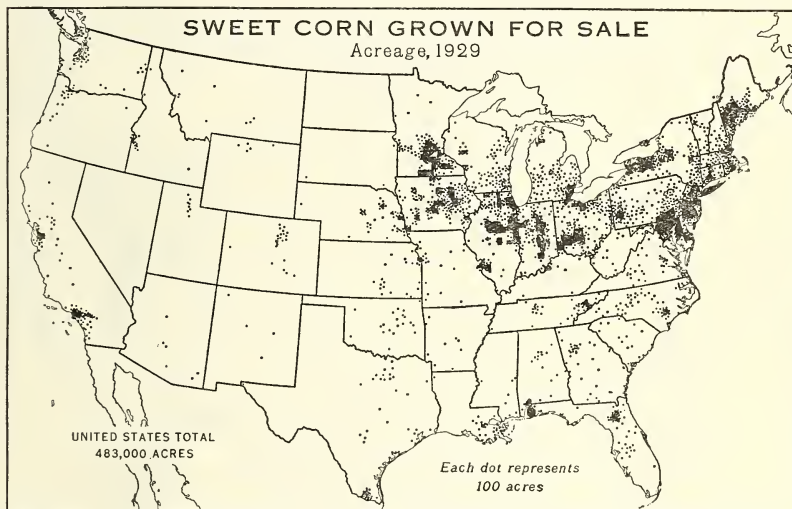 SWEET CORN GROWN FOR SALE
Acreage, 1929
UNITED STATES TOTAL
483,000 ACRES
Each dot represents
100 acres